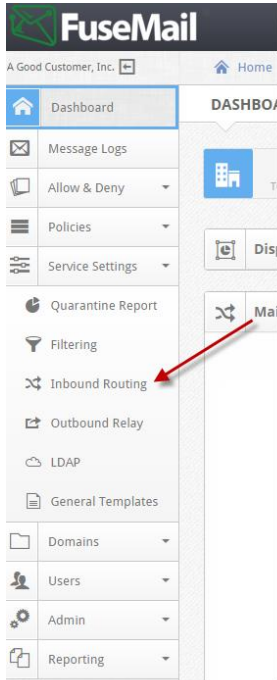 FuseMail
A Good Customer, Inc.
Home
Dashboard
DASHBOA
Message Logs
Allow & Deny
Policies
Disp
Service Settings
Quarantine Report
Mai
Filtering
Inbound Routing
Outbound Relay
LDAP
General Templates
Domains
Users
Admin
Reporting